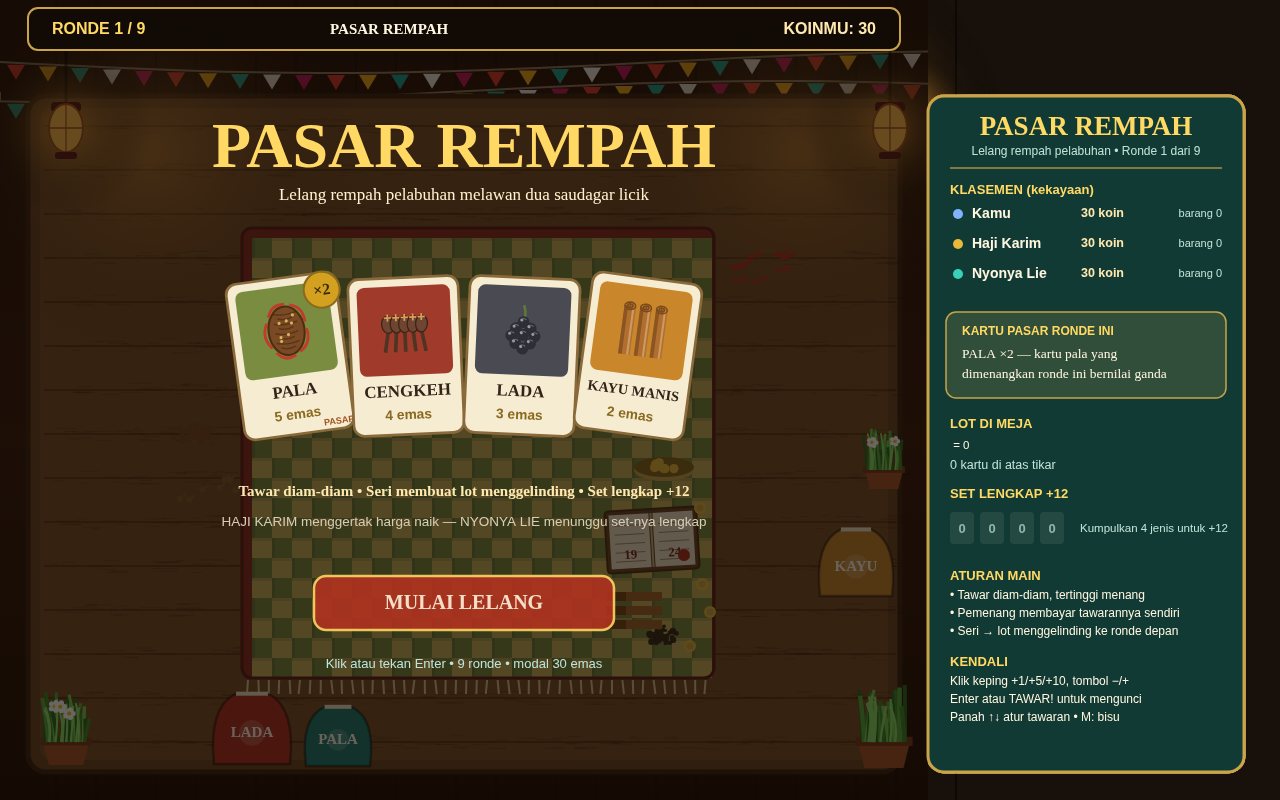 RONDE 1 / 9
PASAR REMPAH
KOINMU: 30
PASAR REMPAH
Lelang rempah pelabuhan melawan dua saudagar licik
×2
PALA
5 emas
PASAR
CENGKEH
4 emas
LADA
3 emas
KAYU MANIS
2 emas
Tawar diam-diam • Seri membuat lot menggelinding • Set lengkap +12
HAJI KARIM menggertak harga naik — NYONYA LIE menunggu set-nya lengkap
19
24
MULAI LELANG
Klik atau tekan Enter • 9 ronde • modal 30 emas
KAYU
LADA
PALA
PASAR REMPAH
Lelang rempah pelabuhan • Ronde 1 dari 9
KLASEMEN (kekayaan)
Kamu 30 koin barang 0
Haji Karim 30 koin barang 0
Nyonya Lie 30 koin barang 0
KARTU PASAR RONDE INI
PALA ×2 — kartu pala yang
dimenangkan ronde ini bernilai ganda
LOT DI MEJA
= 0
0 kartu di atas tikar
SET LENGKAP +12
0 0 0 0 Kumpulkan 4 jenis untuk +12
ATURAN MAIN
• Tawar diam-diam, tertinggi menang
• Pemenang membayar tawarannya sendiri
• Seri → lot menggelinding ke ronde depan
KENDALI
Klik keping +1/+5/+10, tombol −/+
Enter atau TAWAR! untuk mengunci
Panah ↑↓ atur tawaran • M: bisu